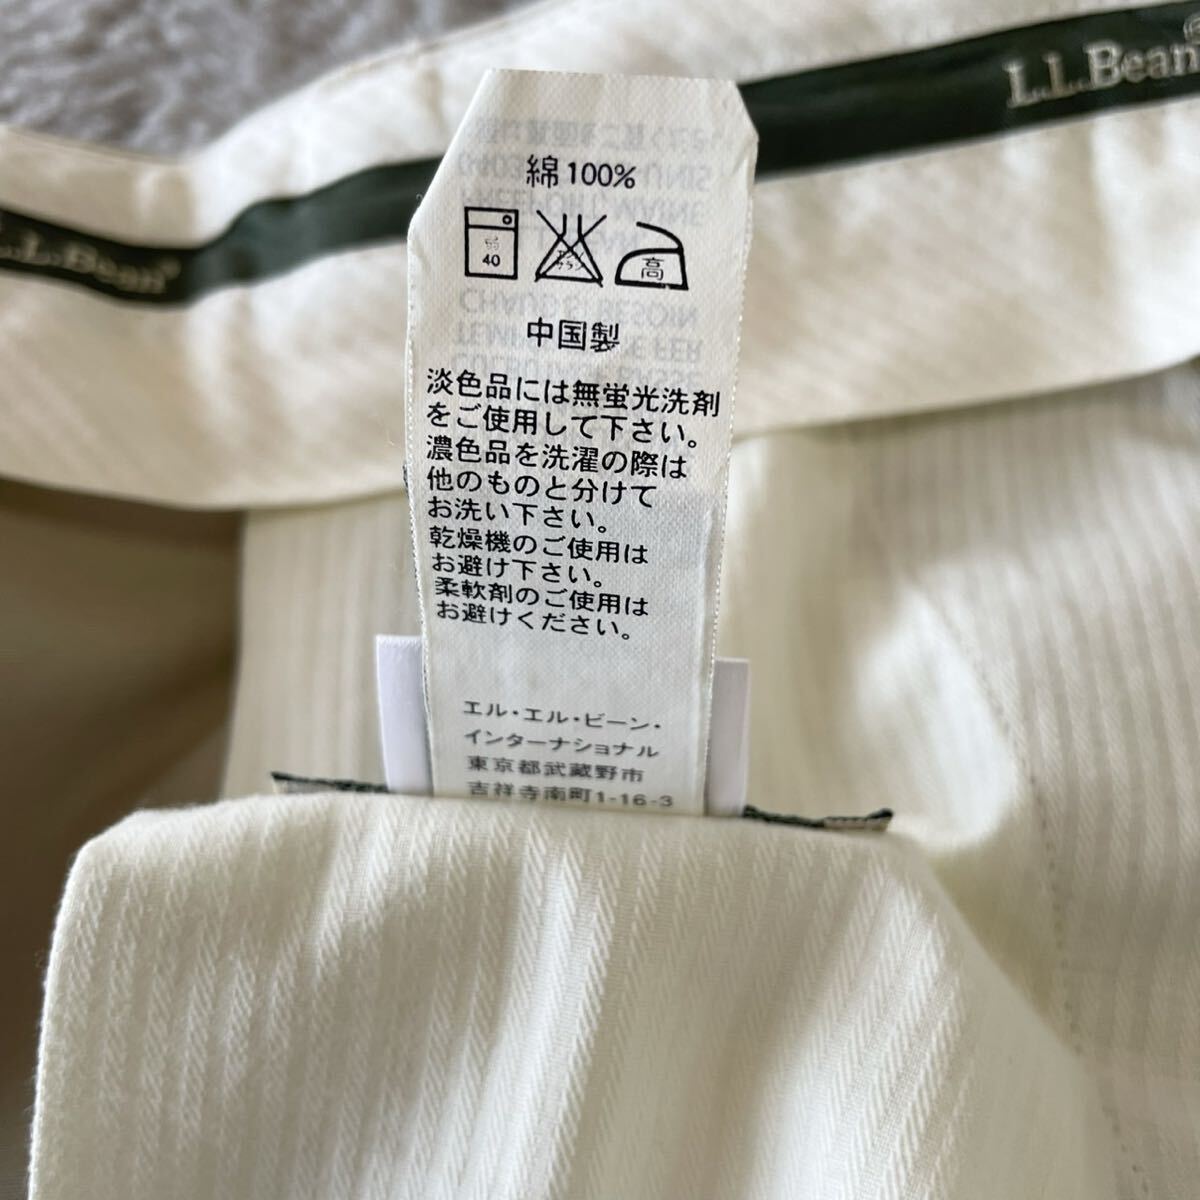 L.L.Bean®
L.L.Bean®
綿100%
弱
40
エンソ
サラシ
高
中国製
淡色品には無蛍光洗剤
をご使用して下さい。
濃色品を洗濯の際は
他のものと分けて
お洗い下さい。
乾燥機のご使用は
お避け下さい。
柔軟剤のご使用は
お避けください。
エル・エル・ビーン・
インターナショナル
東京都武蔵野市
吉祥寺南町1-16-3